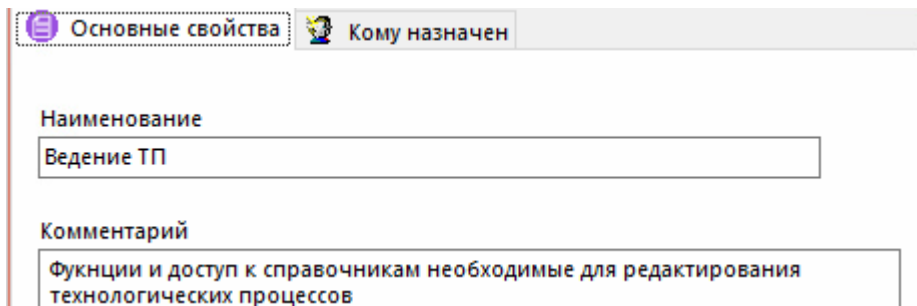 Основные свойства Кому назначен
Наименование
Ведение ТП
Комментарий
Фукнции и доступ к справочникам необходимые для редактирования
технологических процессов